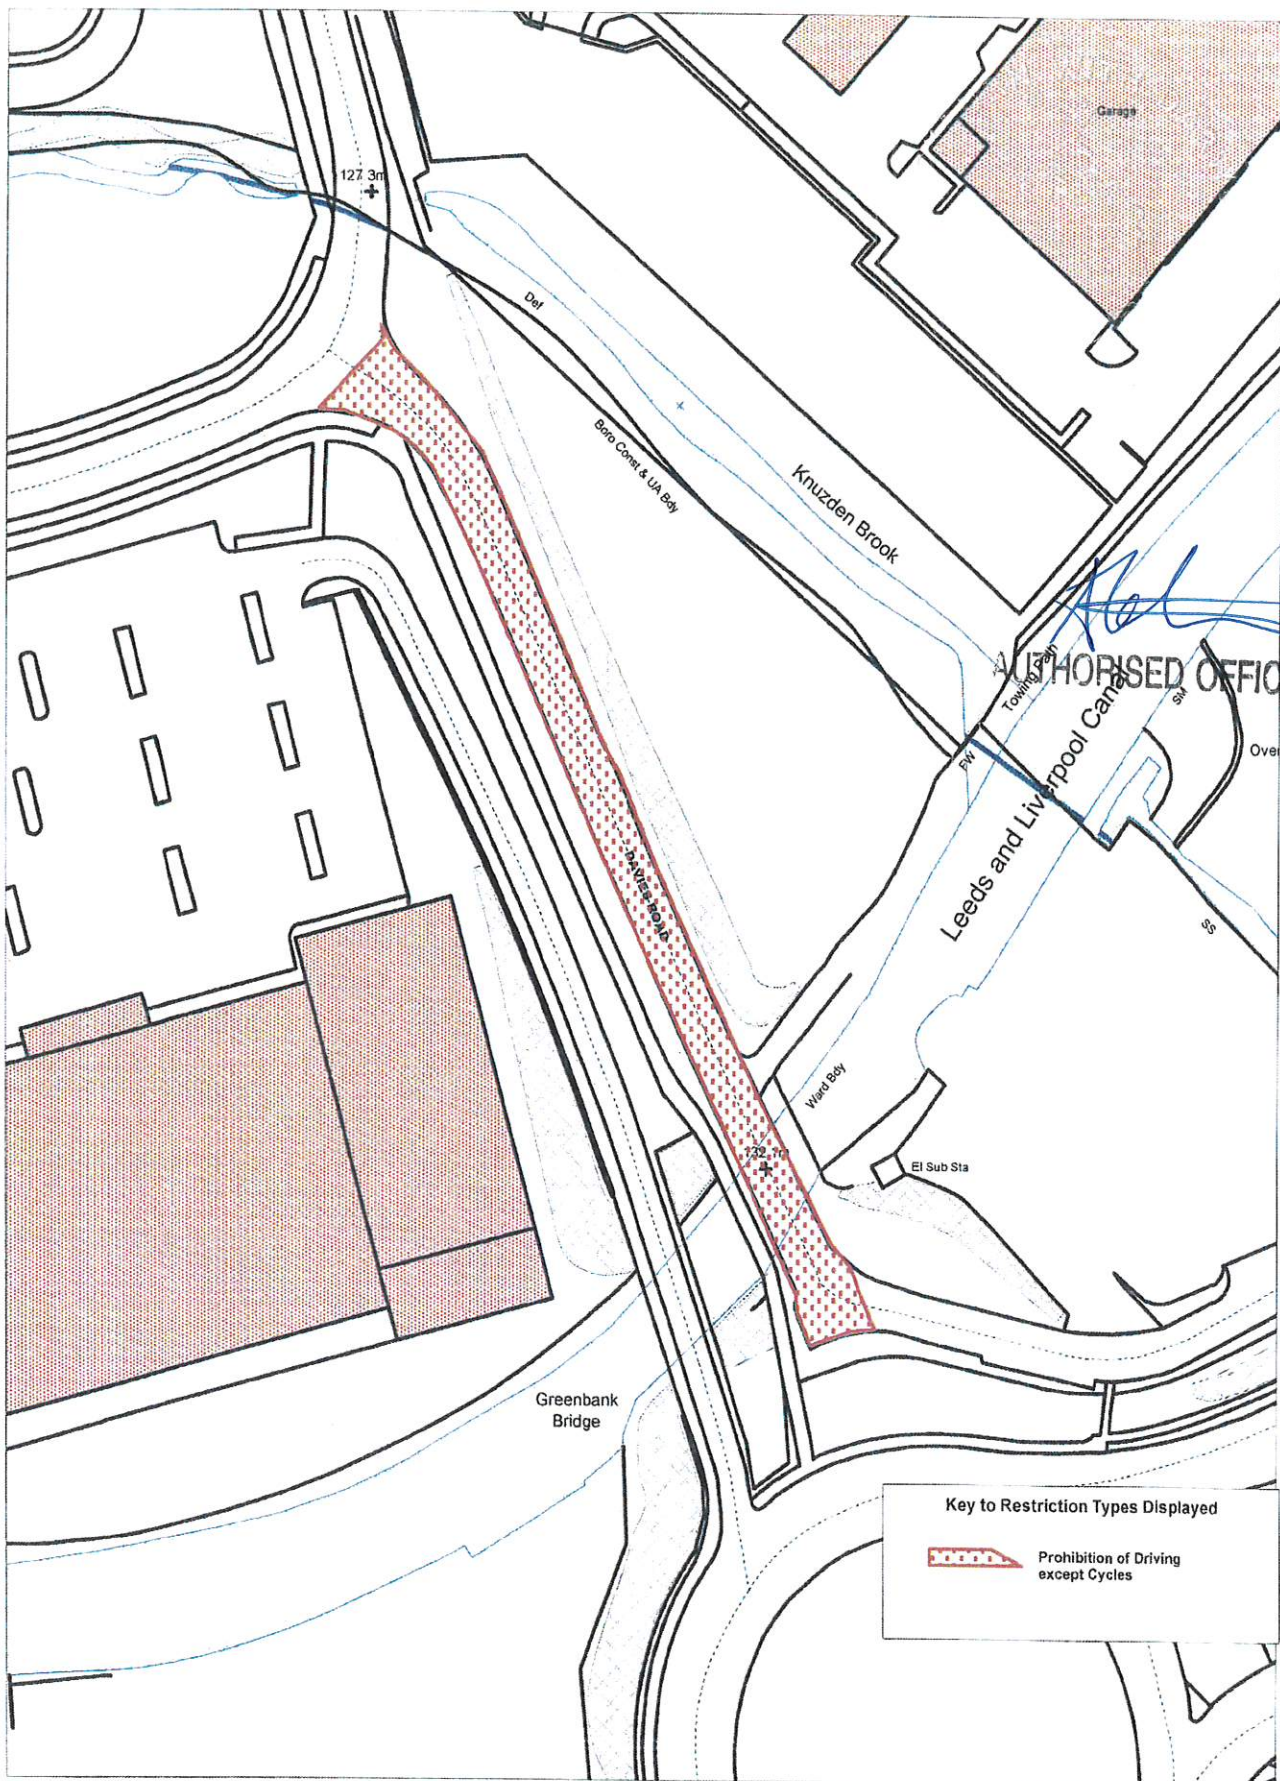 Garage
127.3m
Def
Boro Const & UA Bdy
Knuzden Brook
AUTHORISED OFFIC
Towing Path
SM
Over
FW
Leeds and Liverpool Canal
DAVIES ROAD
SS
Ward Bdy
132.1m
El Sub Sta
Greenbank
Bridge
Key to Restriction Types Displayed
Prohibition of Driving
except Cycles